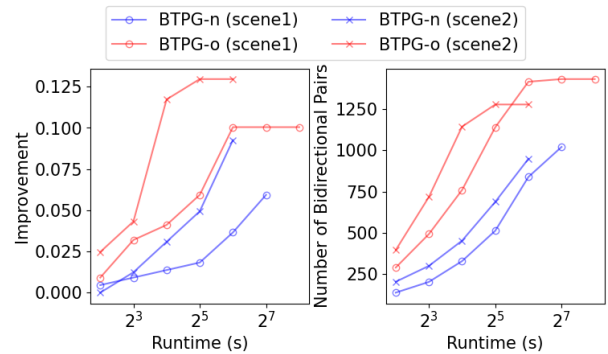 BTPG-n (scene1) BTPG-n (scene2)
BTPG-o (scene1) BTPG-o (scene2)
Improvement
0.125
0.100
0.075
0.050
0.025
0.000
2^3 2^5 2^7
Runtime (s)
Number of Bidirectional Pairs
1250
1000
750
500
250
2^3 2^5 2^7
Runtime (s)